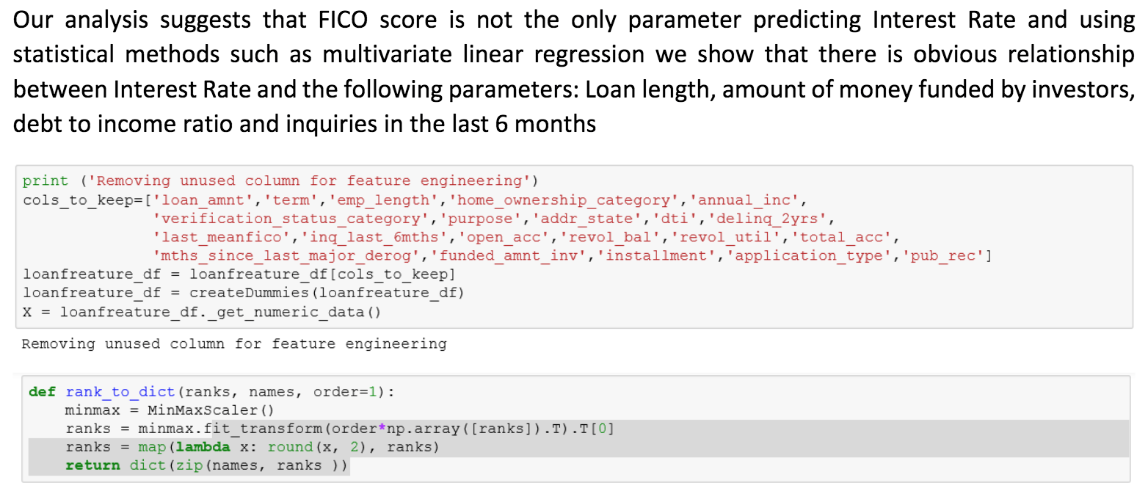 Our analysis suggests that FICO score is not the only parameter predicting Interest Rate and using
statistical methods such as multivariate linear regression we show that there is obvious relationship
between Interest Rate and the following parameters: Loan length, amount of money funded by investors,
debt to income ratio and inquiries in the last 6 months
print ('Removing unused column for feature engineering')
cols_to_keep=['loan_amnt','term','emp_length','home_ownership_category','annual_inc',
'verification_status_category','purpose','addr_state','dti','delinq_2yrs',
'last_meanfico','inq_last_6mths','open_acc','revol_bal','revol_util','total_acc',
'mths_since_last_major_derog','funded_amnt_inv','installment','application_type','pub_rec']
loanfreature_df = loanfreature_df[cols_to_keep]
loanfreature_df = createDummies(loanfreature_df)
X = loanfreature_df._get_numeric_data()
Removing unused column for feature engineering
def rank_to_dict(ranks, names, order=1):
minmax = MinMaxScaler()
ranks = minmax.fit_transform(order*np.array([ranks]).T).T[0]
ranks = map(lambda x: round(x, 2), ranks)
return dict(zip(names, ranks ))